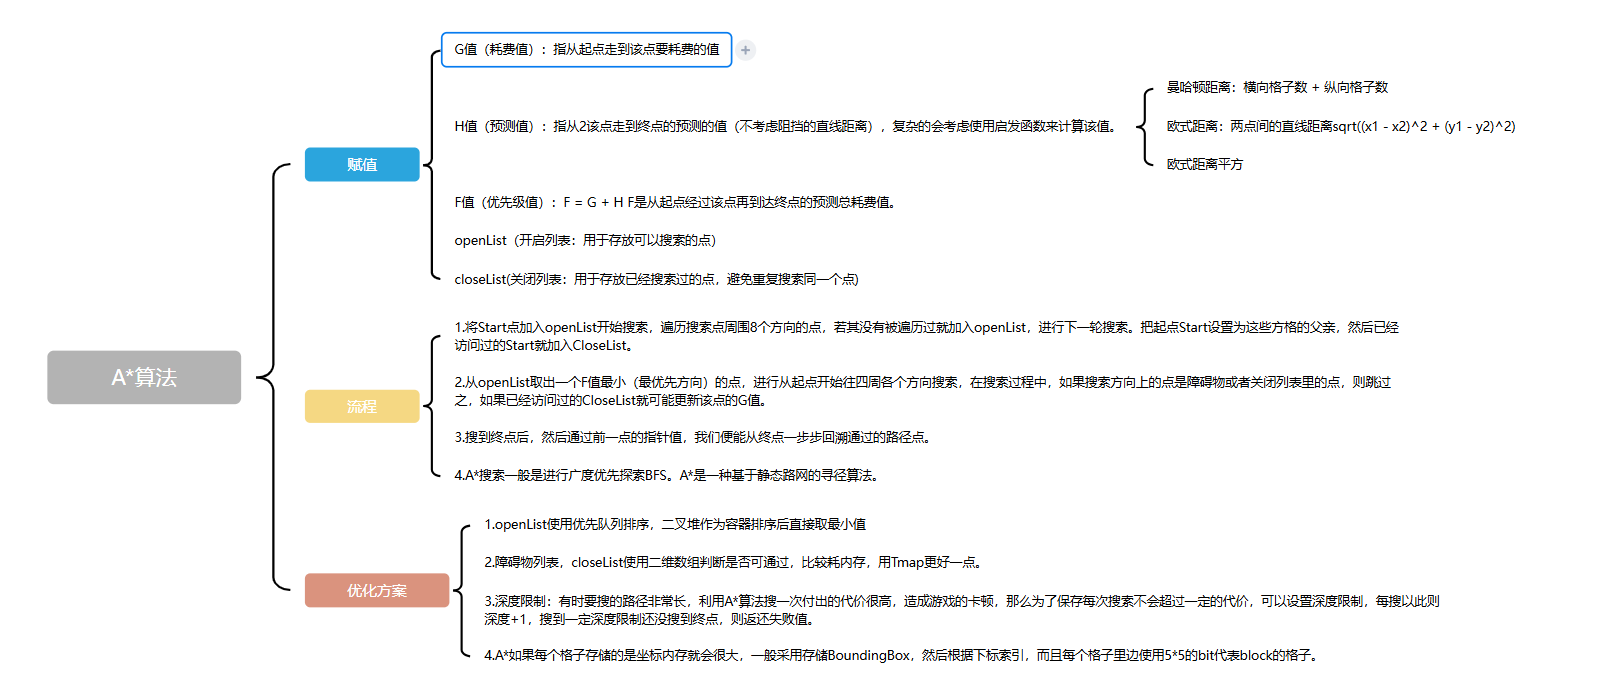 A*算法
赋值
G值（耗费值）：指从起点走到该点要耗费的值
H值（预测值）：指从2该点走到终点的预测的值（不考虑阻挡的直线距离），复杂的会考虑使用启发函数来计算该值。
曼哈顿距离：横向格子数 + 纵向格子数
欧式距离：两点间的直线距离sqrt((x1 - x2)^2 + (y1 - y2)^2)
欧式距离平方
F值（优先级值）：F = G + H F是从起点经过该点再到达终点的预测总耗费值。
openList（开启列表：用于存放可以搜索的点）
closeList(关闭列表：用于存放已经搜索过的点，避免重复搜索同一个点)
流程
1.将Start点加入openList开始搜索，遍历搜索点周围8个方向的点，若其没有被遍历过就加入openList，进行下一轮搜索。把起点Start设置为这些方格的父亲，然后已经
访问过的Start就加入CloseList。
2.从openList取出一个F值最小（最优先方向）的点，进行从起点开始往四周各个方向搜索，在搜索过程中，如果搜索方向上的点是障碍物或者关闭列表里的点，则跳过
之，如果已经访问过的CloseList就可能更新该点的G值。
3.搜到终点后，然后通过前一点的指针值，我们便能从终点一步步回溯通过的路径点。
4.A*搜索一般是进行广度优先探索BFS。A*是一种基于静态路网的寻径算法。
优化方案
1.openList使用优先队列排序，二叉堆作为容器排序后直接取最小值
2.障碍物列表，closeList使用二维数组判断是否可通过，比较耗内存，用Tmap更好一点。
3.深度限制：有时要搜的路径非常长，利用A*算法搜一次付出的代价很高，造成游戏的卡顿，那么为了保存每次搜索不会超过一定的代价，可以设置深度限制，每搜以此则
深度+1，搜到一定深度限制还没搜到终点，则返还失败值。
4.A*如果每个格子存储的是坐标内存就会很大，一般采用存储BoundingBox，然后根据下标索引，而且每个格子里边使用5*5的bit代表block的格子。